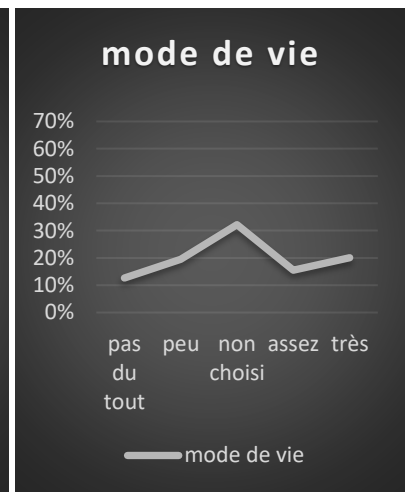 mode de vie
70%
60%
50%
40%
30%
20%
10%
0%
pas du tout
peu
non choisi
assez
très
mode de vie